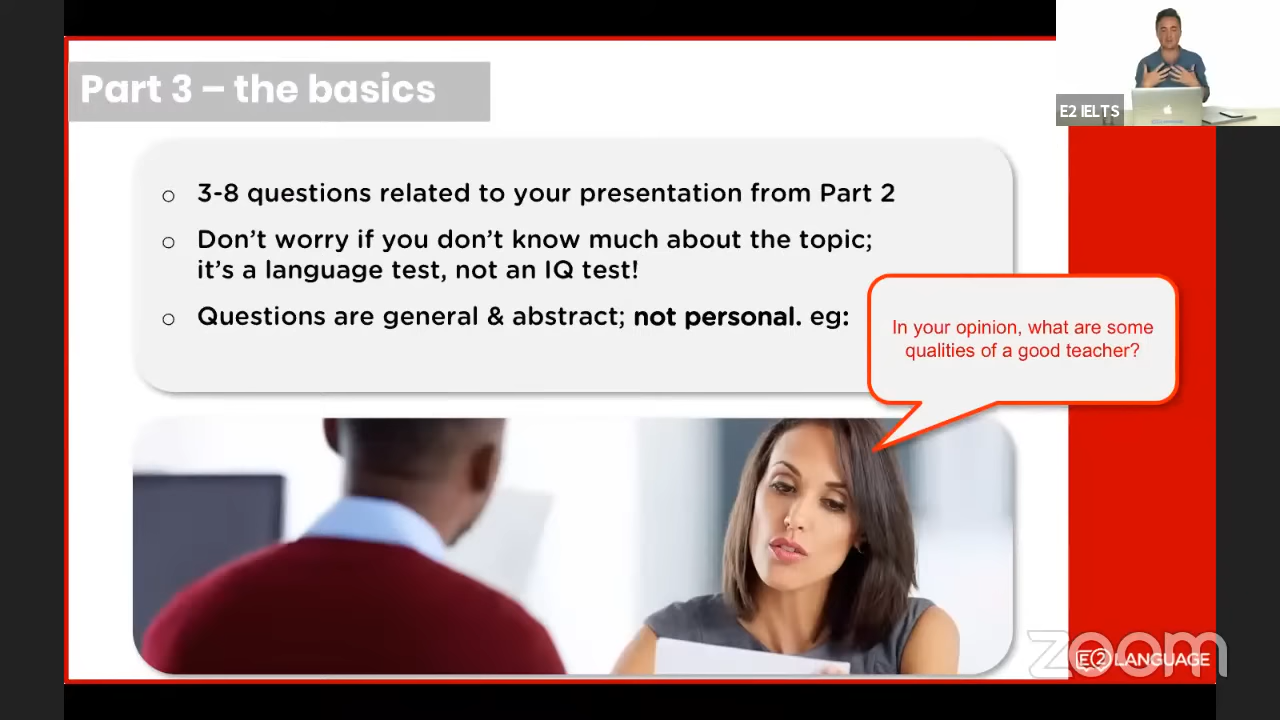 Part 3 – the basics
E2 IELTS
○ 3-8 questions related to your presentation from Part 2
○ Don't worry if you don't know much about the topic;
it's a language test, not an IQ test!
○ Questions are general & abstract; not personal. eg:
In your opinion, what are some
qualities of a good teacher?
zoom
E2 LANGUAGE